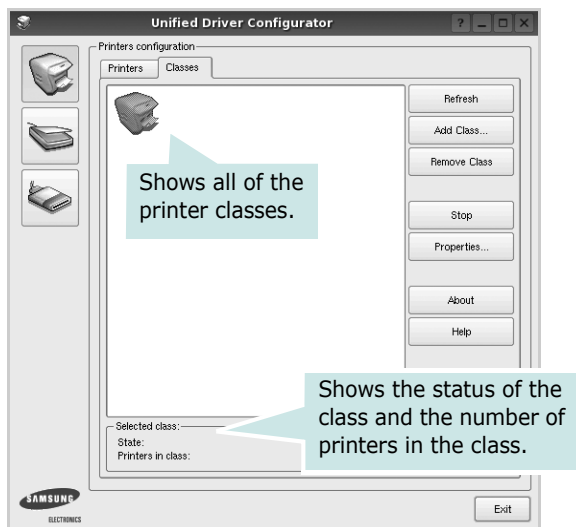 Unified Driver Configurator
Printers configuration
Printers Classes
Refresh
Add Class...
Remove Class
Shows all of the
printer classes.
Stop
Properties...
About
Help
Shows the status of the
class and the number of
printers in the class.
Selected class:
State:
Printers in class:
SAMSUNG
ELECTRONICS
Exit